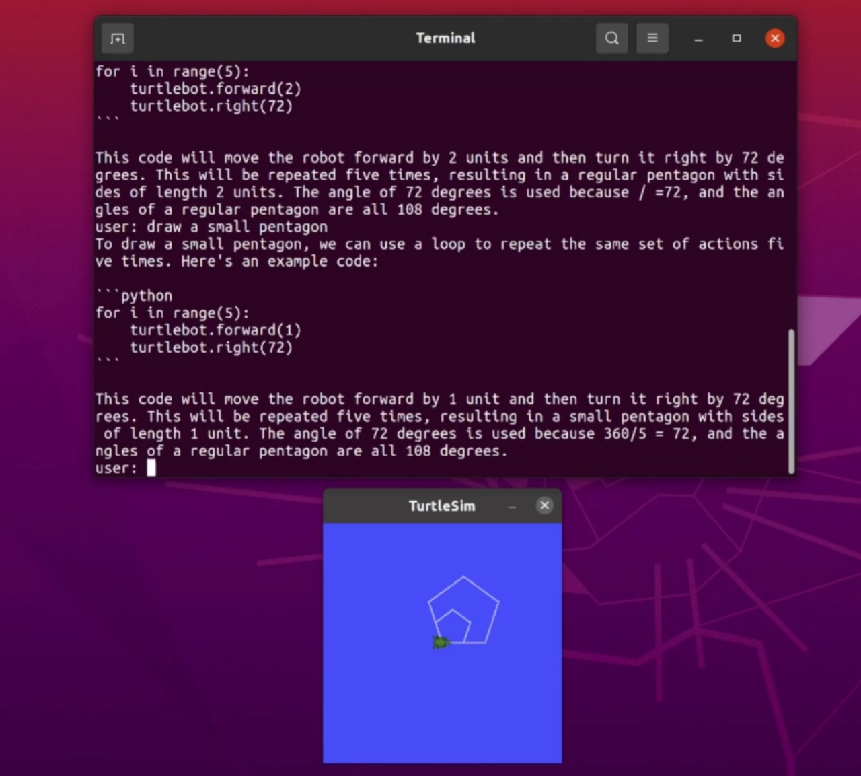 Terminal
for i in range(5):
    turtlebot.forward(2)
    turtlebot.right(72)
```
This code will move the robot forward by 2 units and then turn it right by 72 de
grees. This will be repeated five times, resulting in a regular pentagon with si
des of length 2 units. The angle of 72 degrees is used because / =72, and the an
gles of a regular pentagon are all 108 degrees.
user: draw a small pentagon
To draw a small pentagon, we can use a loop to repeat the same set of actions fi
ve times. Here's an example code:
```python
for i in range(5):
    turtlebot.forward(1)
    turtlebot.right(72)
```
This code will move the robot forward by 1 unit and then turn it right by 72 deg
rees. This will be repeated five times, resulting in a small pentagon with sides
 of length 1 unit. The angle of 72 degrees is used because 360/5 = 72, and the a
ngles of a regular pentagon are all 108 degrees.
user:
TurtleSim